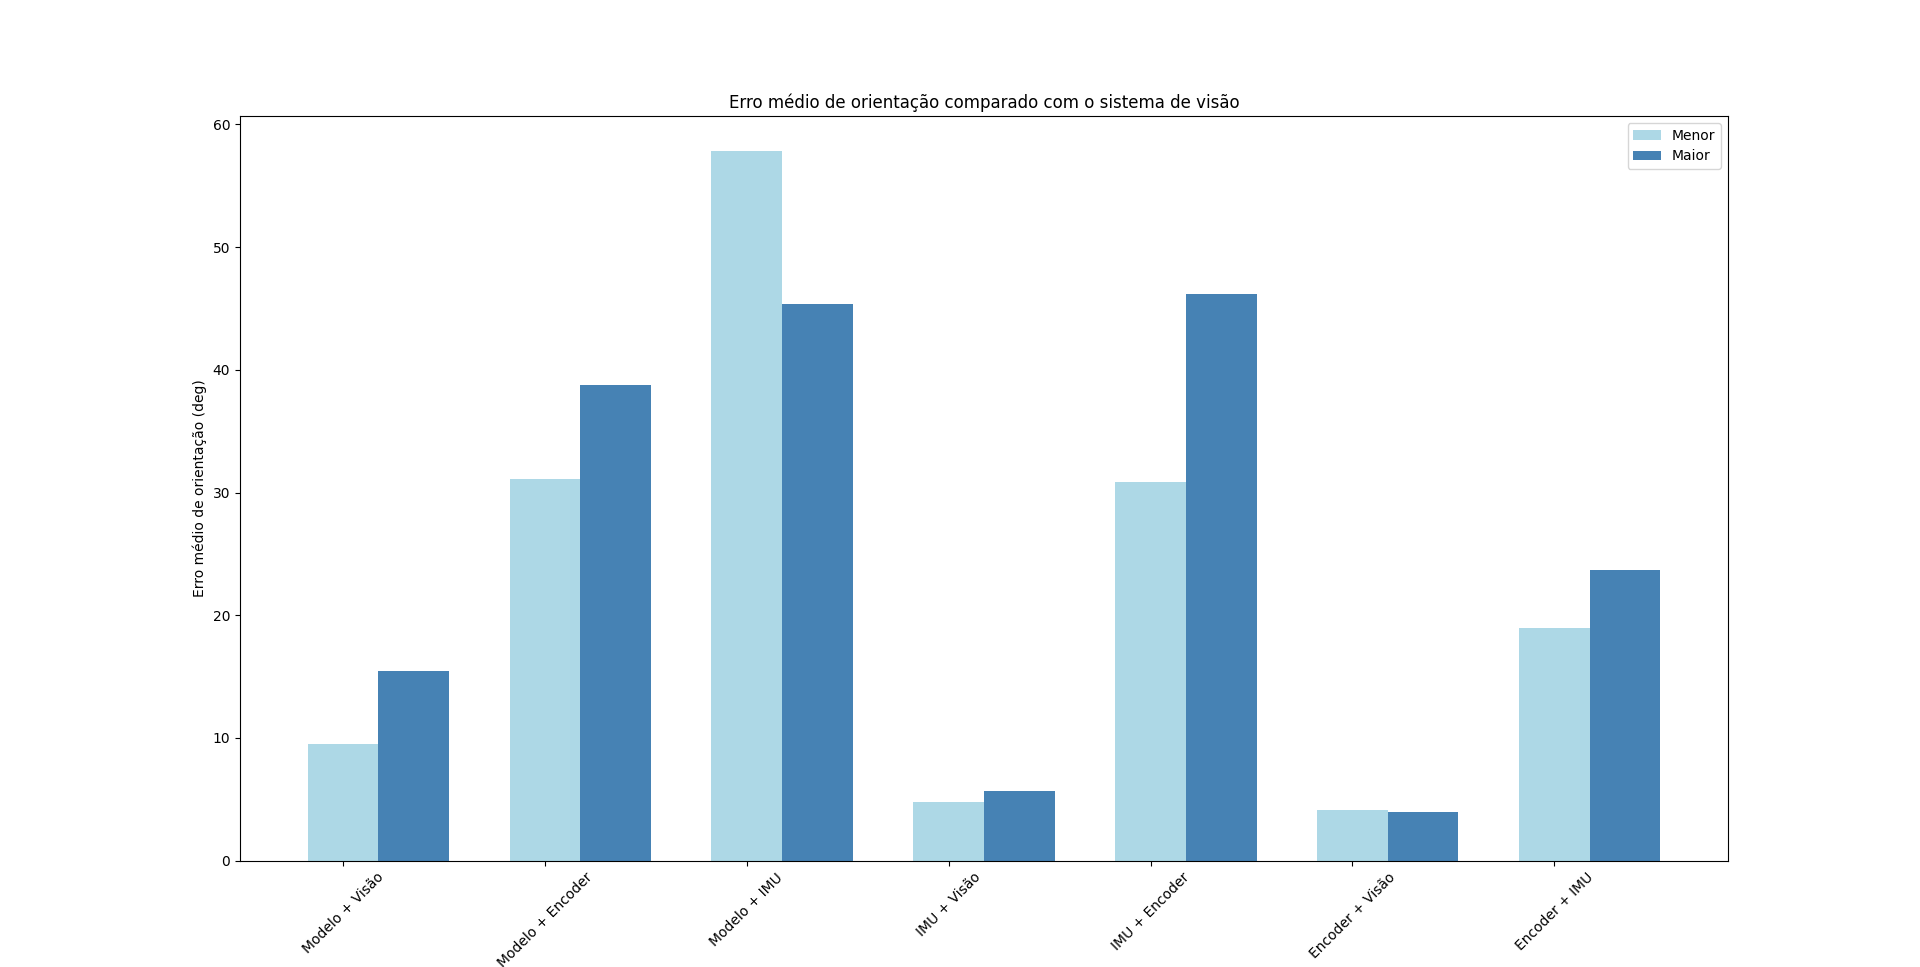 Erro médio de orientação comparado com o sistema de visão
Menor
Maior
Erro médio de orientação (deg)
60
50
40
30
20
10
0
Modelo + Visão
Modelo + Encoder
Modelo + IMU
IMU + Visão
IMU + Encoder
Encoder + Visão
Encoder + IMU